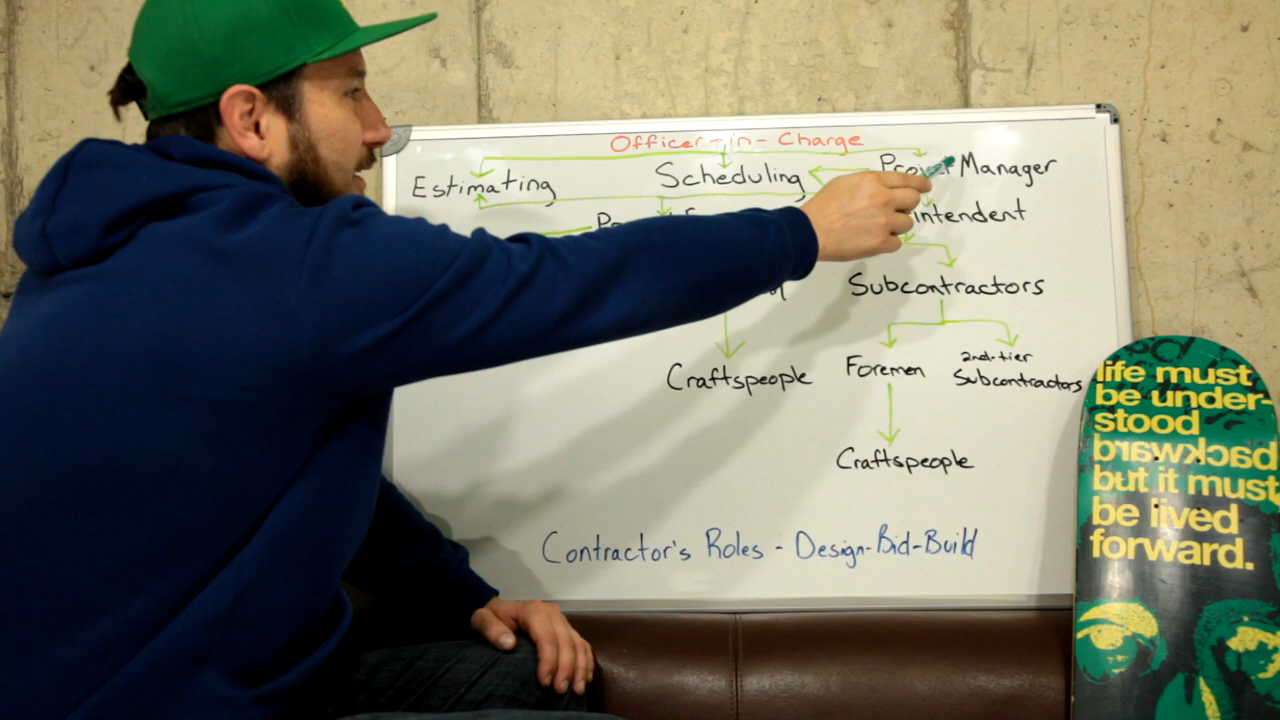 Officer-in-Charge
Estimating
Scheduling
Manager
Subcontractors
Craftspeople
Foremen
2nd-tier
Subcontractors
Craftspeople
Contractor's Roles - Design-Bid-Build
life must
be under-
stood
backward
but it must
be lived
forward.